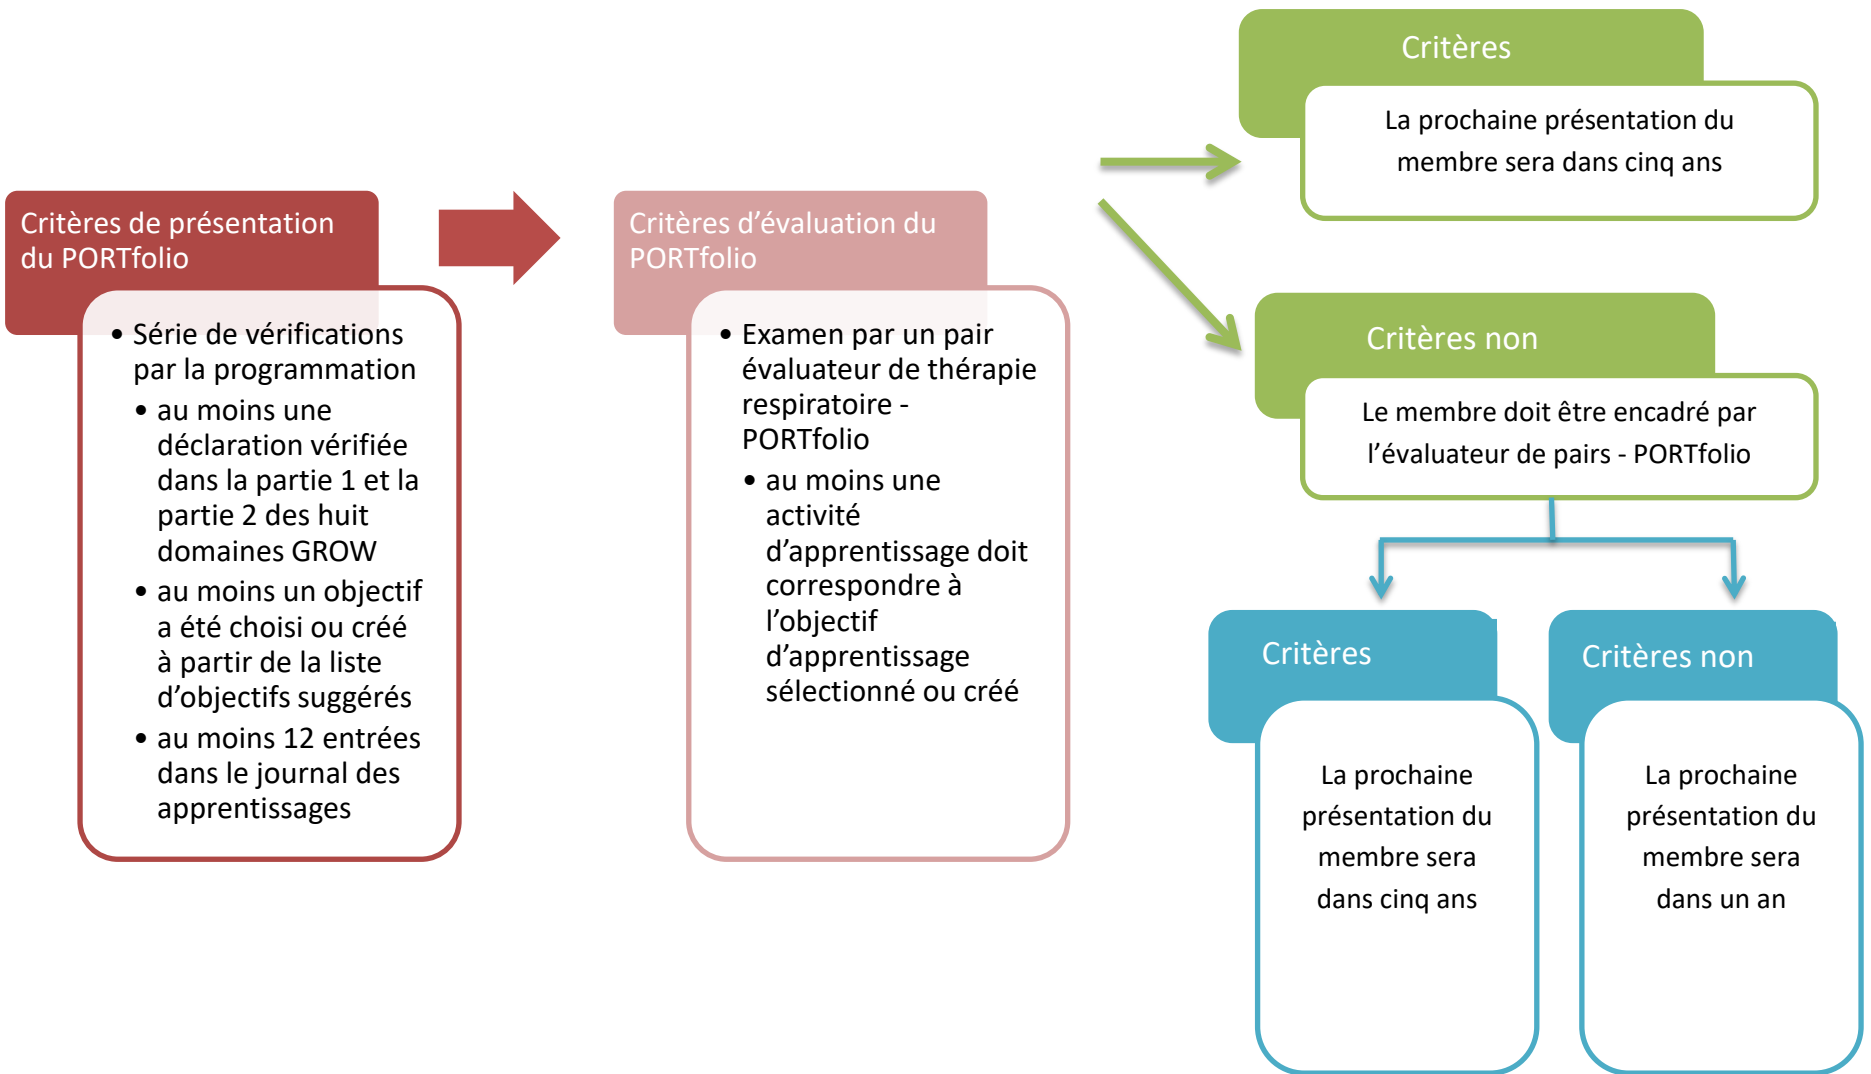 Critères de présentation
du PORTfolio
• Série de vérifications
par la programmation
• au moins une
déclaration vérifiée
dans la partie 1 et la
partie 2 des huit
domaines GROW
• au moins un objectif
a été choisi ou créé
à partir de la liste
d’objectifs suggérés
• au moins 12 entrées
dans le journal des
apprentissages
Critères d’évaluation du
PORTfolio
• Examen par un pair
évaluateur de thérapie
respiratoire -
PORTfolio
• au moins une
activité
d’apprentissage doit
correspondre à
l’objectif
d’apprentissage
sélectionné ou créé
Critères
La prochaine présentation du
membre sera dans cinq ans
Critères non
Le membre doit être encadré par
l’évaluateur de pairs - PORTfolio
Critères
La prochaine
présentation du
membre sera
dans cinq ans
Critères non
La prochaine
présentation du
membre sera
dans un an